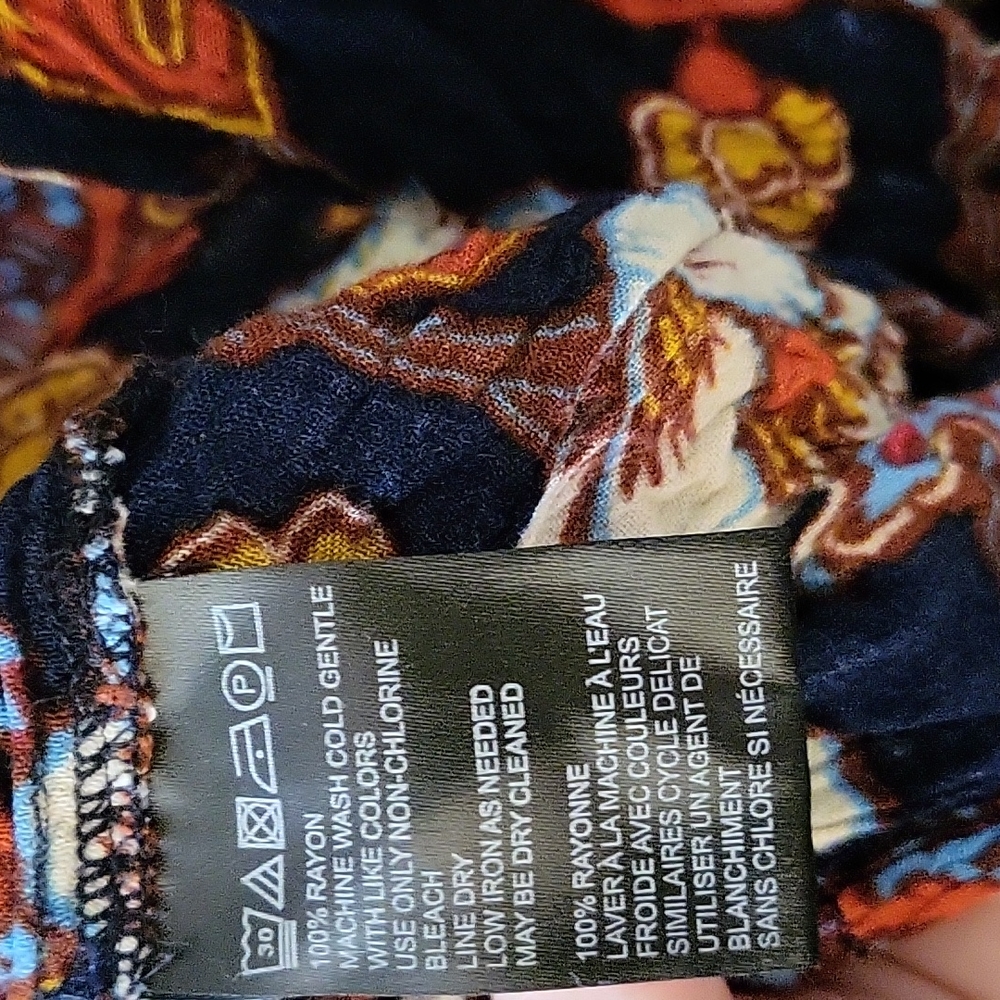 30 P
100% RAYON
MACHINE WASH COLD GENTLE
WITH LIKE COLORS
USE ONLY NON-CHLORINE
BLEACH
LINE DRY
LOW IRON AS NEEDED
MAY BE DRY CLEANED
100% RAYONNE
LAVER À LA MACHINE À L'EAU
FROIDE AVEC COULEURS
SIMILAIRES CYCLE DELICAT
UTILISER UN AGENT DE
BLANCHIMENT
SANS CHLORE SI NÉCESSAIRE